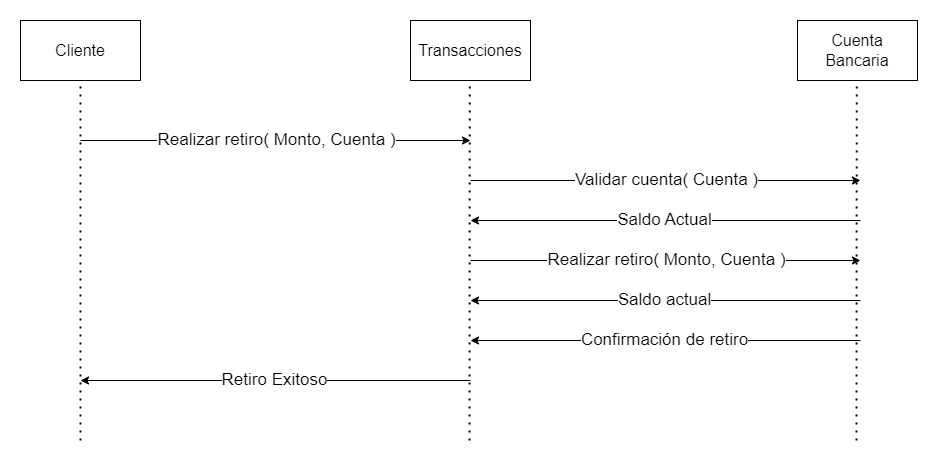 Cliente
Transacciones
Cuenta
Bancaria
Realizar retiro( Monto, Cuenta )
Validar cuenta( Cuenta )
Saldo Actual
Realizar retiro( Monto, Cuenta )
Saldo actual
Confirmación de retiro
Retiro Exitoso